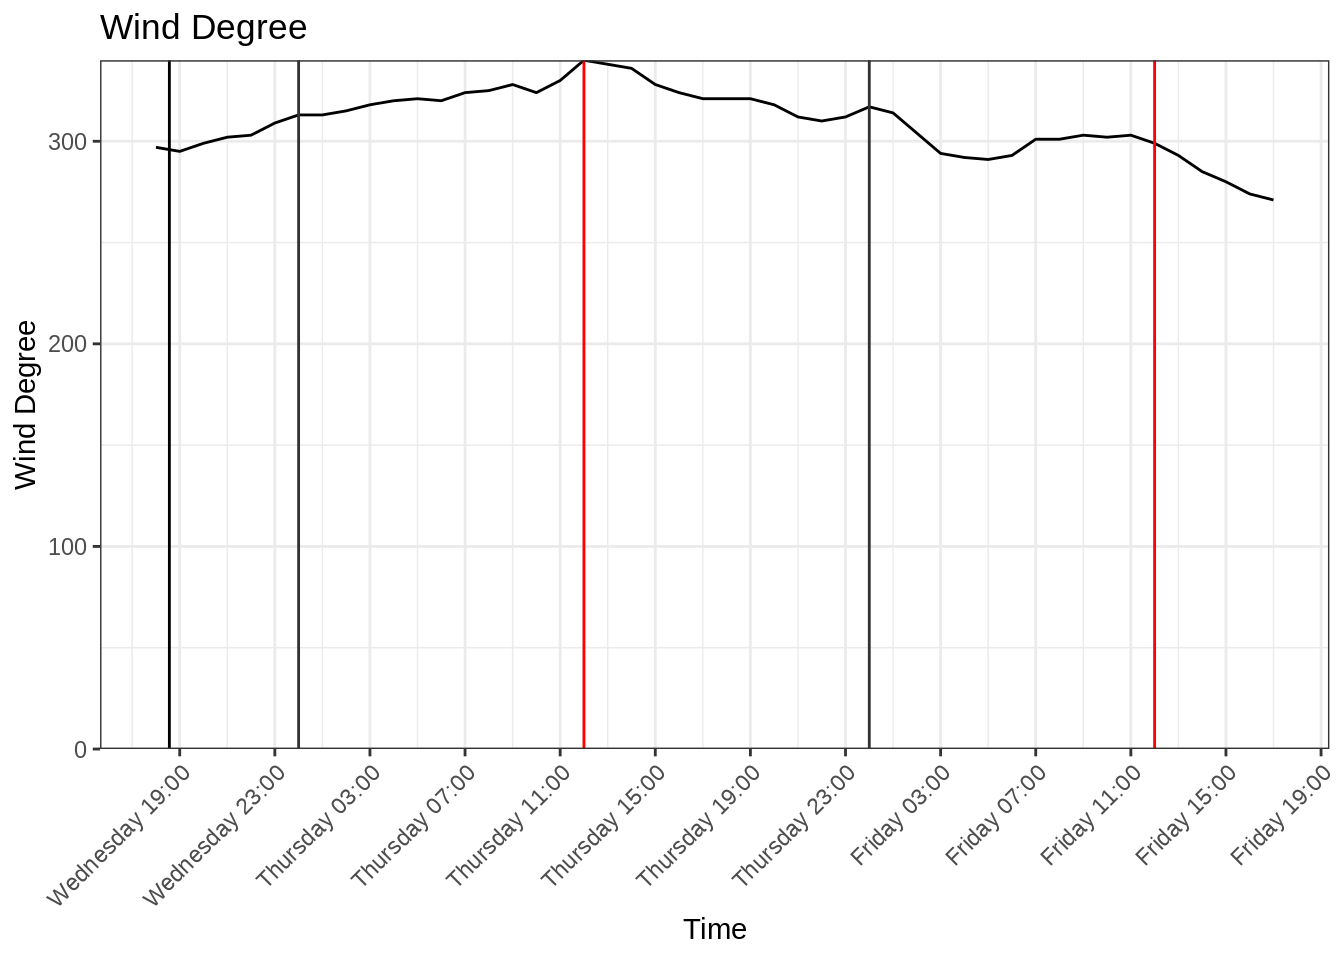 Wind Degree
Wind Degree
300
200
100
0
Wednesday 19:00
Wednesday 23:00
Thursday 03:00
Thursday 07:00
Thursday 11:00
Thursday 15:00
Thursday 19:00
Thursday 23:00
Friday 03:00
Friday 07:00
Friday 11:00
Friday 15:00
Friday 19:00
Time